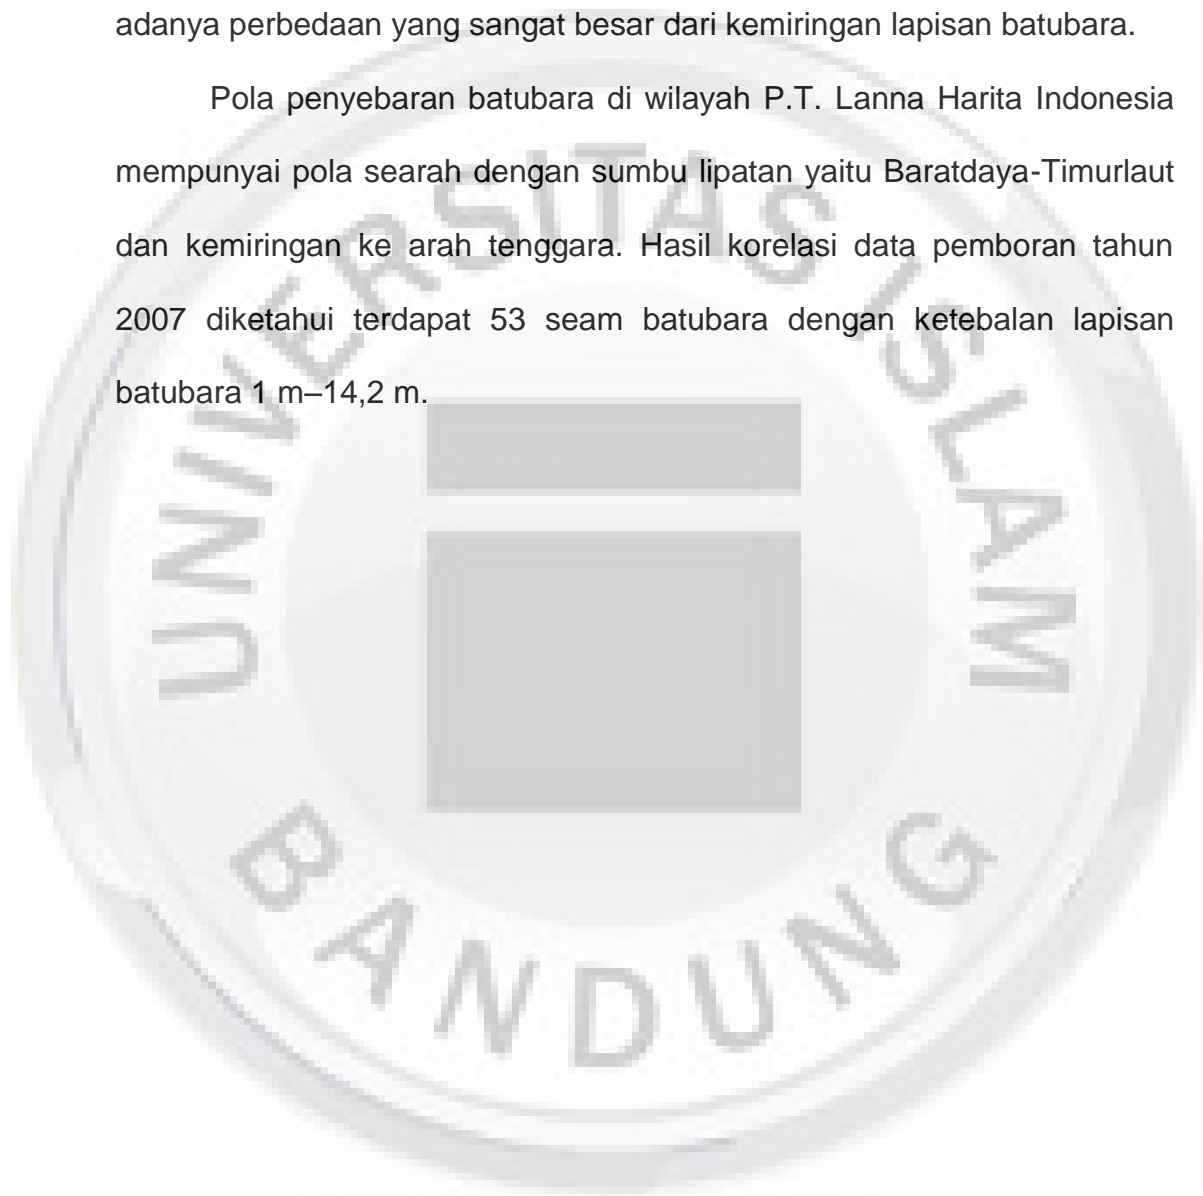 adanya perbedaan yang sangat besar dari kemiringan lapisan batubara.
Pola penyebaran batubara di wilayah P.T. Lanna Harita Indonesia
mempunyai pola searah dengan sumbu lipatan yaitu Baratdaya-Timurlaut
dan kemiringan ke arah tenggara. Hasil korelasi data pemboran tahun
2007 diketahui terdapat 53 seam batubara dengan ketebalan lapisan
batubara 1 m–14,2 m.
UNIVERSITAS ISLAM
BANDUNG